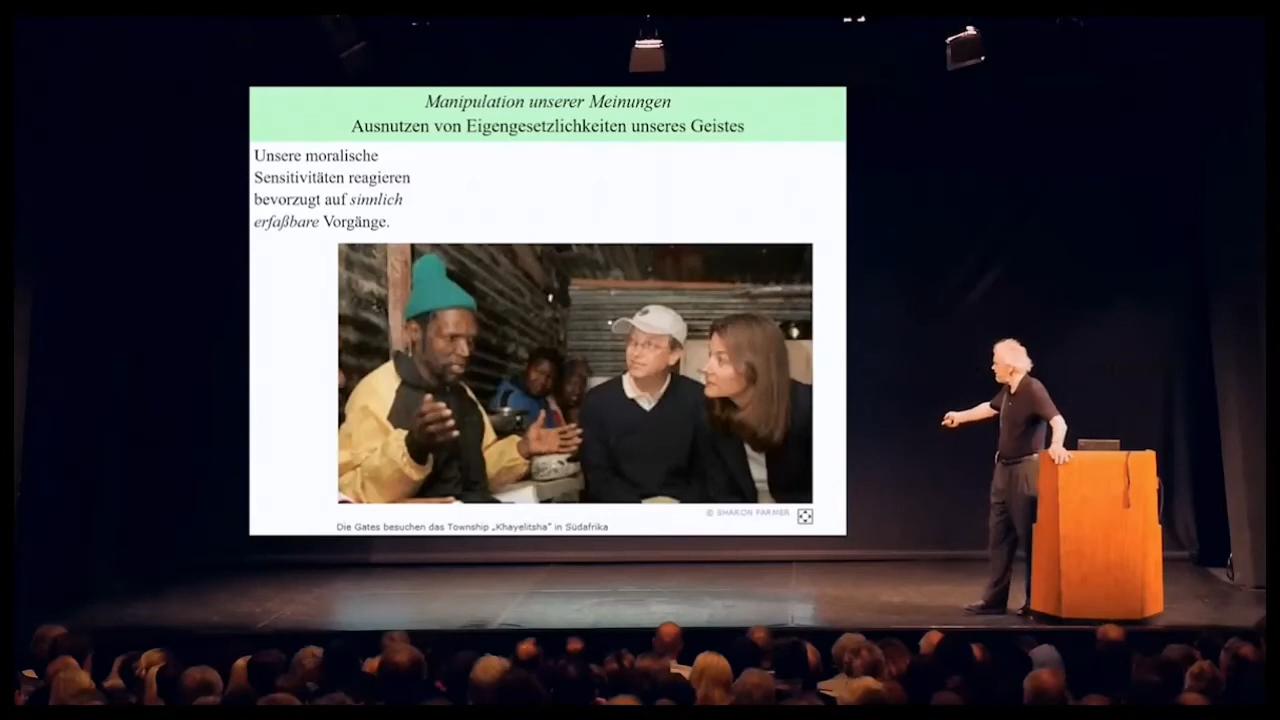 Manipulation unserer Meinungen
Ausnutzen von Eigengesetzlichkeiten unseres Geistes
Unsere moralische
Sensitivitäten reagieren
bevorzugt auf sinnlich
erfaßbare Vorgänge.
© SHARON FARMER
Die Gates besuchen das Township „Khayelitsha" in Südafrika